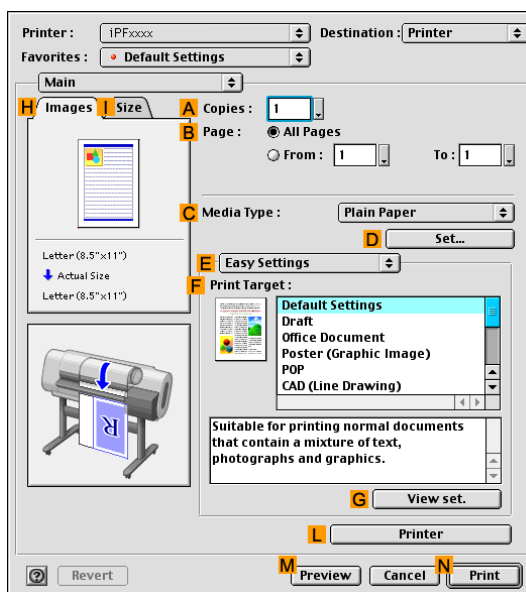 Printer : iPFxxxx Destination : Printer
Favorites : Default Settings
Main
H Images I Size A Copies : 1
B Page : All Pages
From : 1 To : 1
C Media Type : Plain Paper
D Set...
Letter (8.5"x11")
Actual Size
Letter (8.5"x11")
E Easy Settings
F Print Target :
Default Settings
Draft
Office Document
Poster (Graphic Image)
POP
CAD (Line Drawing)
R
Suitable for printing normal documents
that contain a mixture of text,
photographs and graphics.
G View set.
L Printer
? Revert M Preview Cancel N Print